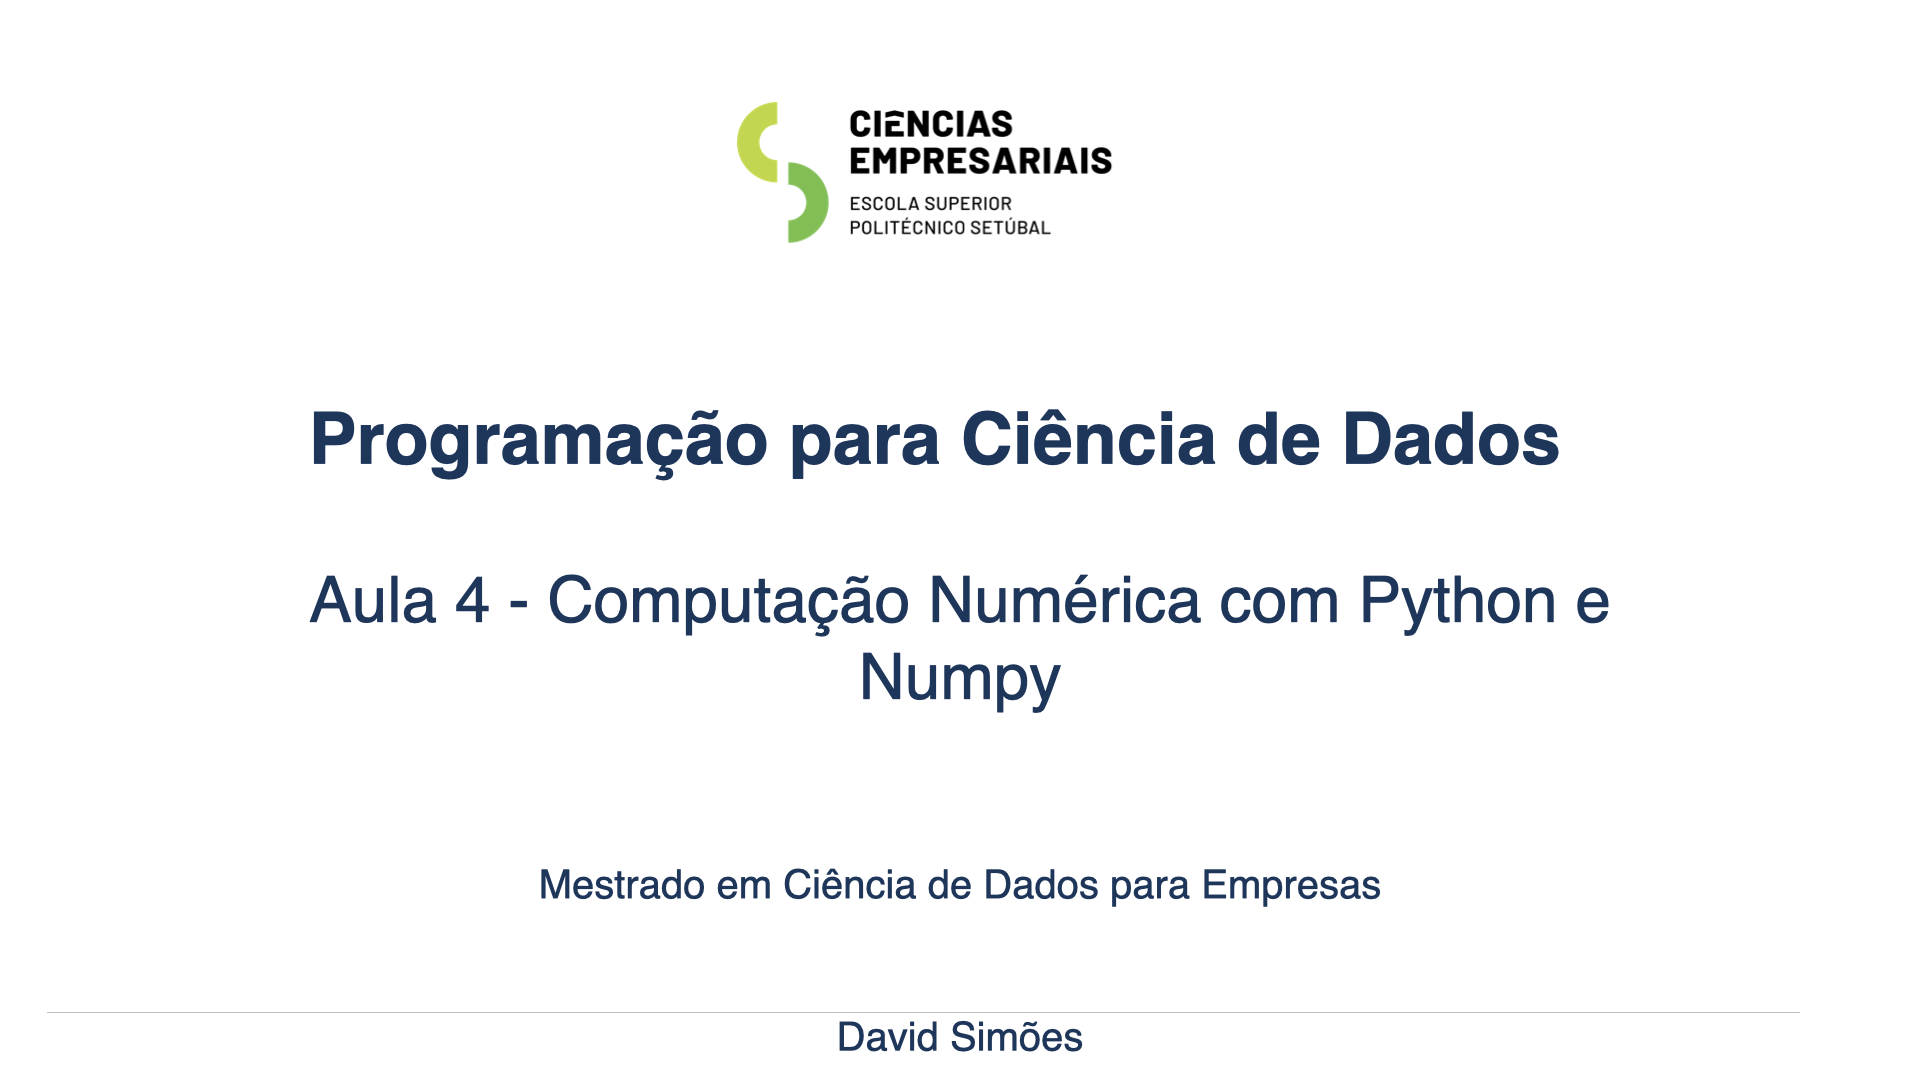 CIÊNCIAS
EMPRESARIAIS
ESCOLA SUPERIOR
POLITÉCNICO SETÚBAL
Programação para Ciência de Dados
Aula 4 - Computação Numérica com Python e
Numpy
Mestrado em Ciência de Dados para Empresas
David Simões